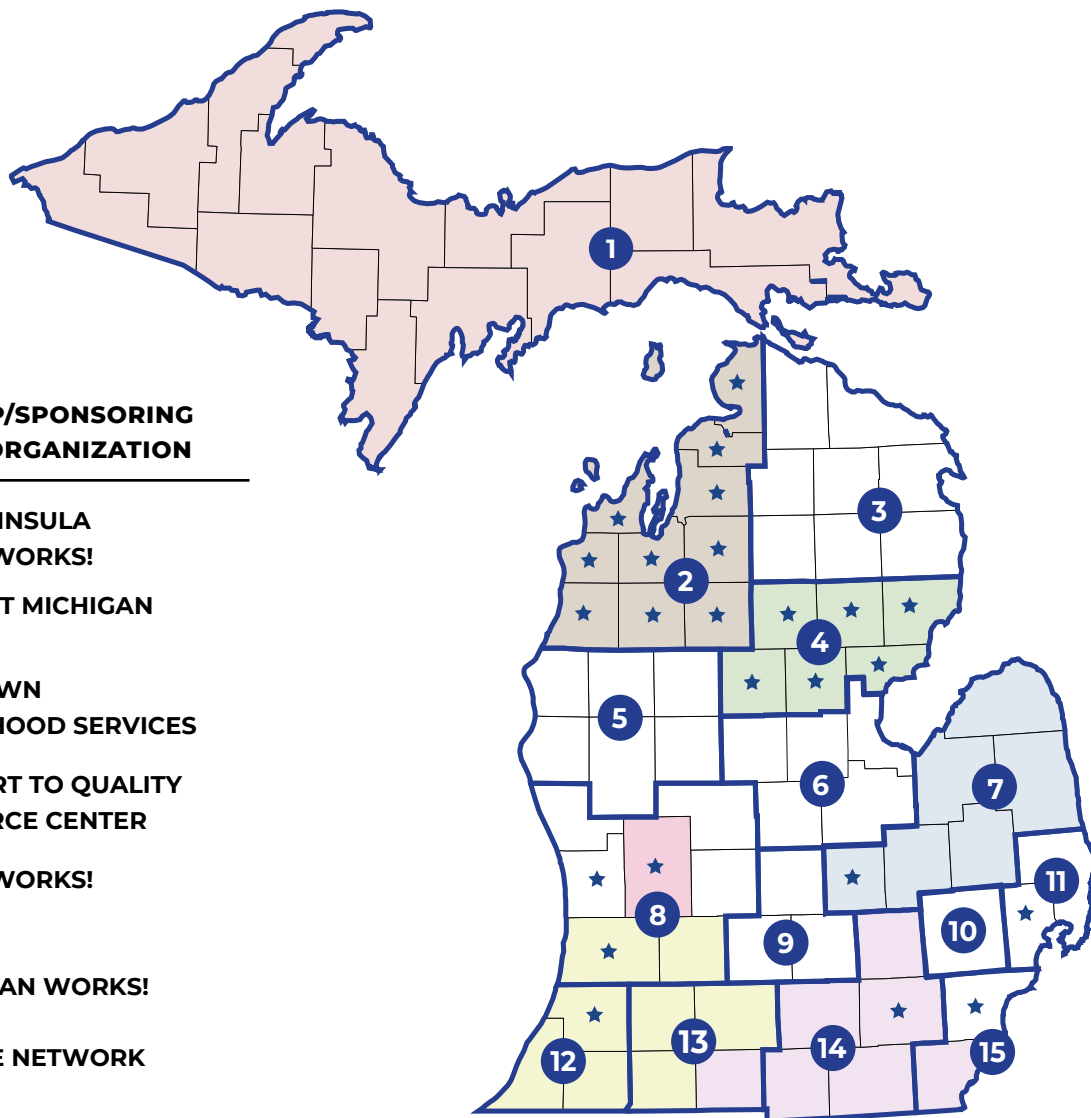 P/SPONSORING
ORGANIZATION
INSULA
WORKS!
T MICHIGAN
WN
HOOD SERVICES
RT TO QUALITY
RCE CENTER
WORKS!
AN WORKS!
E NETWORK
1
2
3
4
5
6
7
8
9
10
11
12
13
14
15